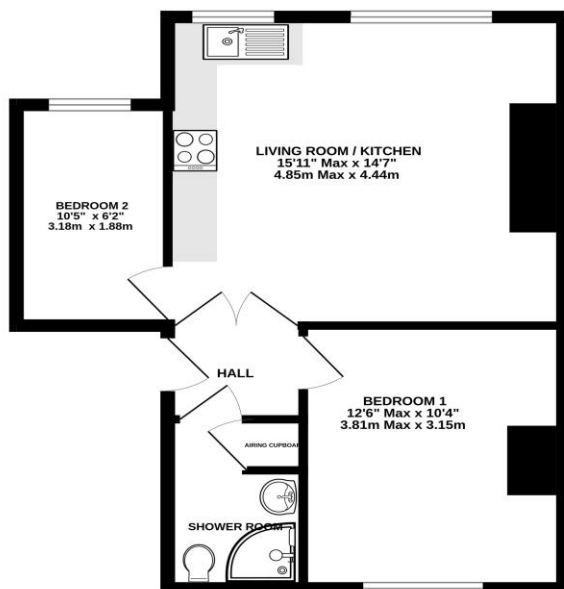 LIVING ROOM / KITCHEN
15'11" Max x 14'7"
4.85m Max x 4.44m
BEDROOM 2
10'5" x 6'2"
3.18m x 1.88m
HALL
BEDROOM 1
12'6" Max x 10'4"
3.81m Max x 3.15m
AIRING CUPBOA
SHOWER ROOM